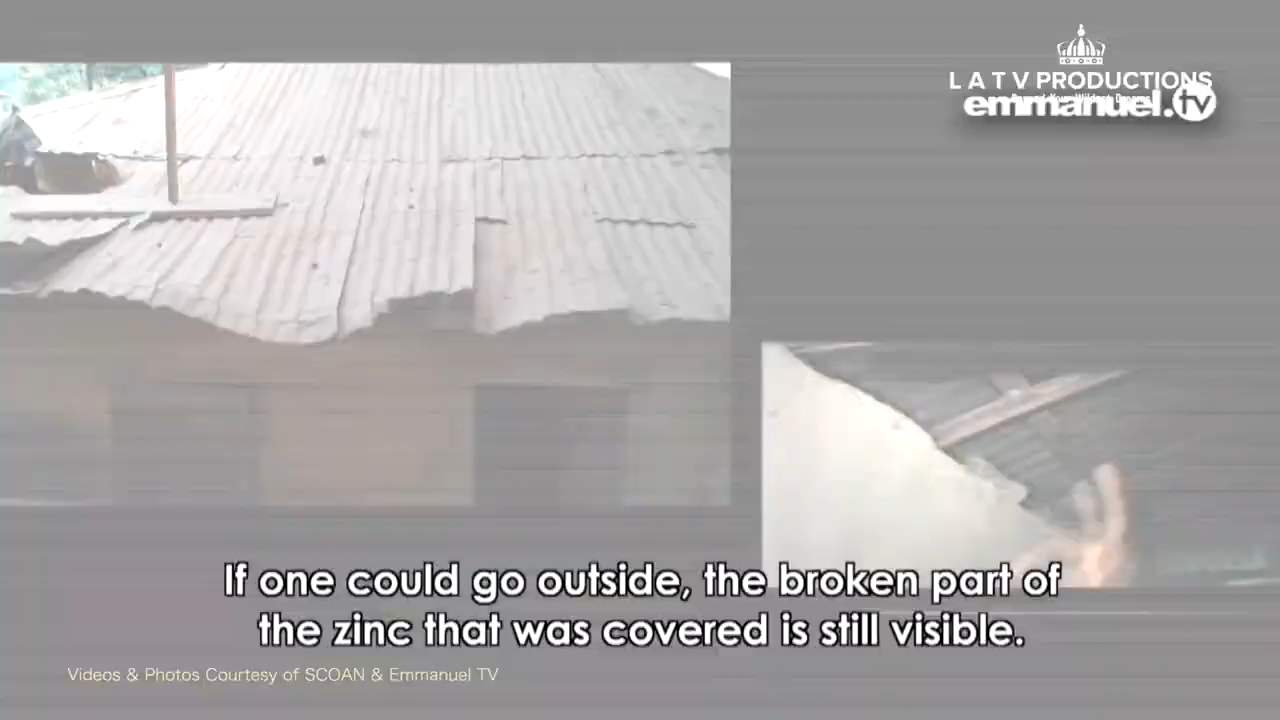 L A T V PRODUCTIONS
emmanuel.tv
If one could go outside, the broken part of
the zinc that was covered is still visible.
Videos & Photos Courtesy of SCOAN & Emmanuel TV